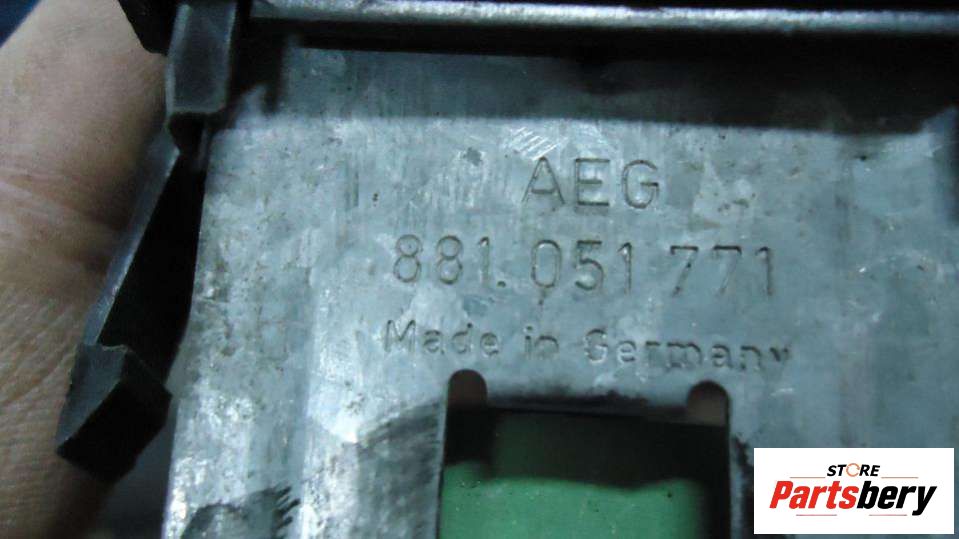 AEG
881.051 771
Made in Germany
STORE
Partsbery